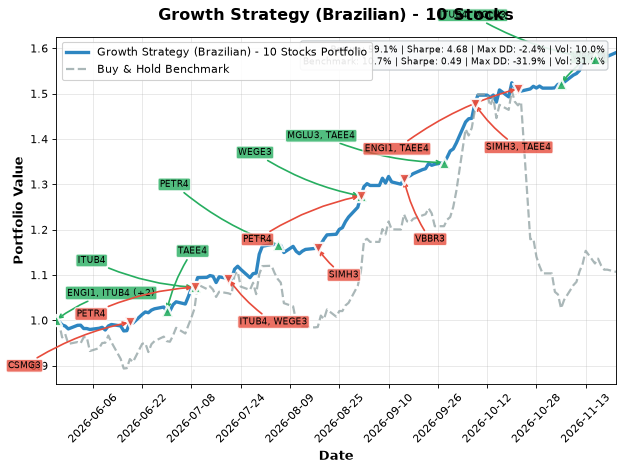 Growth Strategy (Brazilian) - 10 Stocks
Growth Strategy (Brazilian) - 10 Stocks Portfolio
Buy & Hold Benchmark
9.1% | Sharpe: 4.68 | Max DD: -2.4% | Vol: 10.0%
Benchmark: 10.7% | Sharpe: 0.49 | Max DD: -31.9% | Vol:
Portfolio Value
1.6
1.5
1.4
1.3
1.2
1.1
1.0
MGLU3, TAEE4
ENGI1, TAEE4
SIMH3, TAEE4
WEGE3
PETR4
PETR4
VBBR3
TAEE4
ITUB4
SIMH3
ENGI1, ITUB4 (+2)
PETR4
ITUB4, WEGE3
CSMG3
2026-06-06
2026-06-22
2026-07-08
2026-07-24
2026-08-09
2026-08-25
2026-09-10
2026-09-26
2026-10-12
2026-10-28
2026-11-13
Date